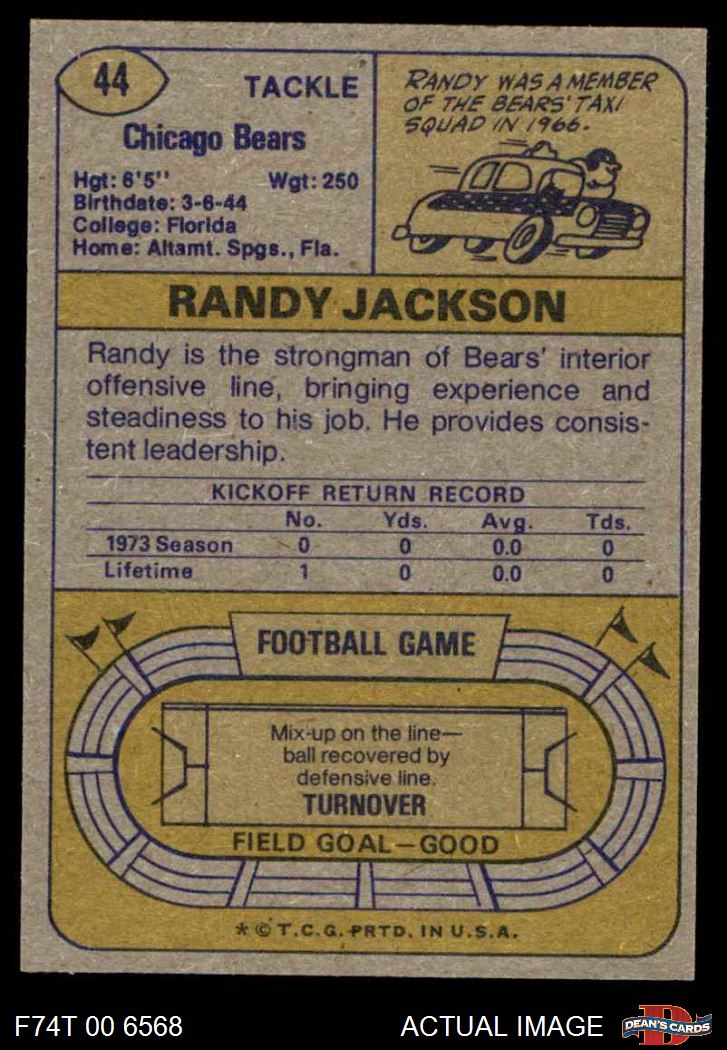 44
TACKLE
Chicago Bears
Hgt: 6'5" Wgt: 250
Birthdate: 3-6-44
College: Florida
Home: Altamt. Spgs., Fla.
RANDY WAS A MEMBER
OF THE BEARS' TAXI
SQUAD IN 1966.
RANDY JACKSON
Randy is the strongman of Bears' interior
offensive line, bringing experience and
steadiness to his job. He provides consis-
tent leadership.
KICKOFF RETURN RECORD
No. Yds. Avg. Tds.
1973 Season 0 0 0.0 0
Lifetime 1 0 0.0 0
FOOTBALL GAME
Mix-up on the line—
ball recovered by
defensive line.
TURNOVER
FIELD GOAL—GOOD
* © T.C.G. PRTD. IN U.S.A.
F74T 00 6568 ACTUAL IMAGE D DEAN'S CARDS